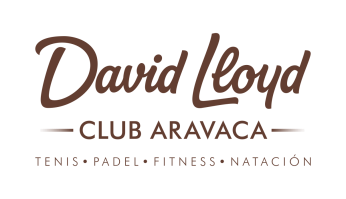 David Lloyd
CLUB ARAVACA
TENIS • PADEL • FITNESS • NATACIÓN